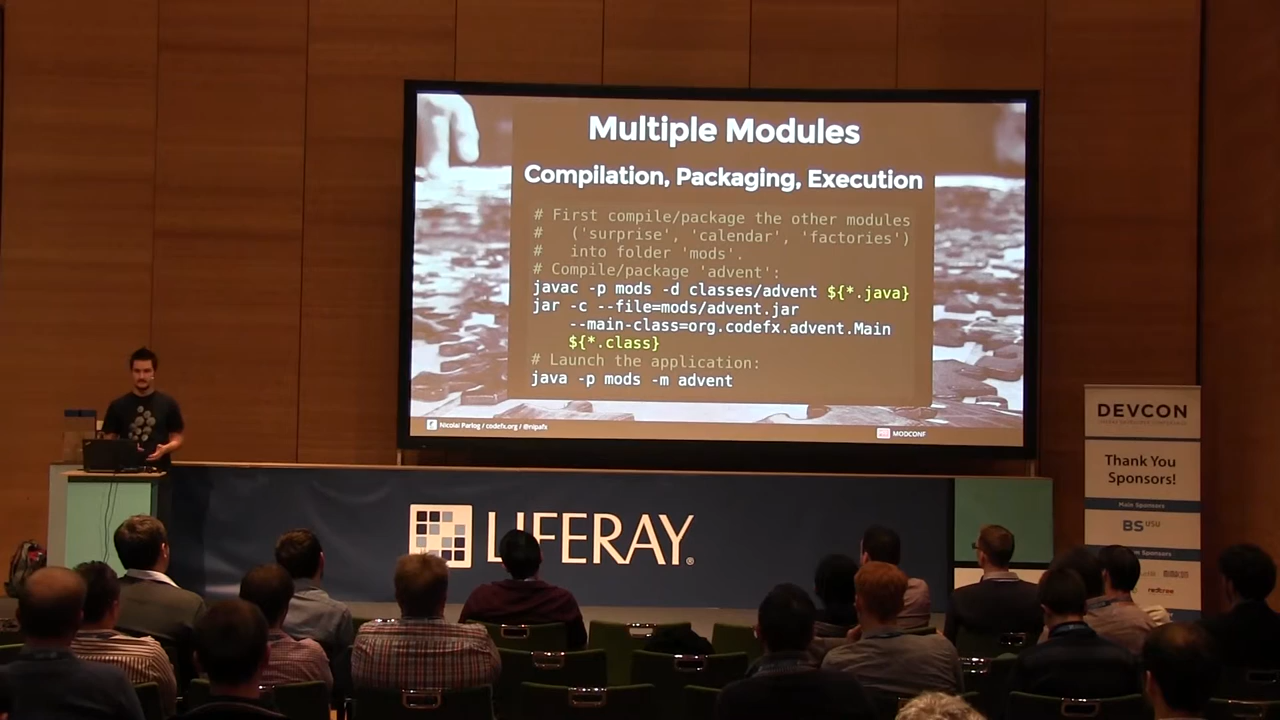 Multiple Modules
Compilation, Packaging, Execution
# First compile/package the other modules
#   ('surprise', 'calendar', 'factories')
#   into folder 'mods'.
# Compile/package 'advent':
javac -p mods -d classes/advent ${*.java}
jar -c --file=mods/advent.jar
    --main-class=org.codefx.advent.Main
    ${*.class}
# Launch the application:
java -p mods -m advent
Nicolai Parlog / codefx.org / @nipafx
MODCONF
LIFERAY
DEVCON
Thank You
Sponsors!
Main Sponsors
BS USU
Sponsors